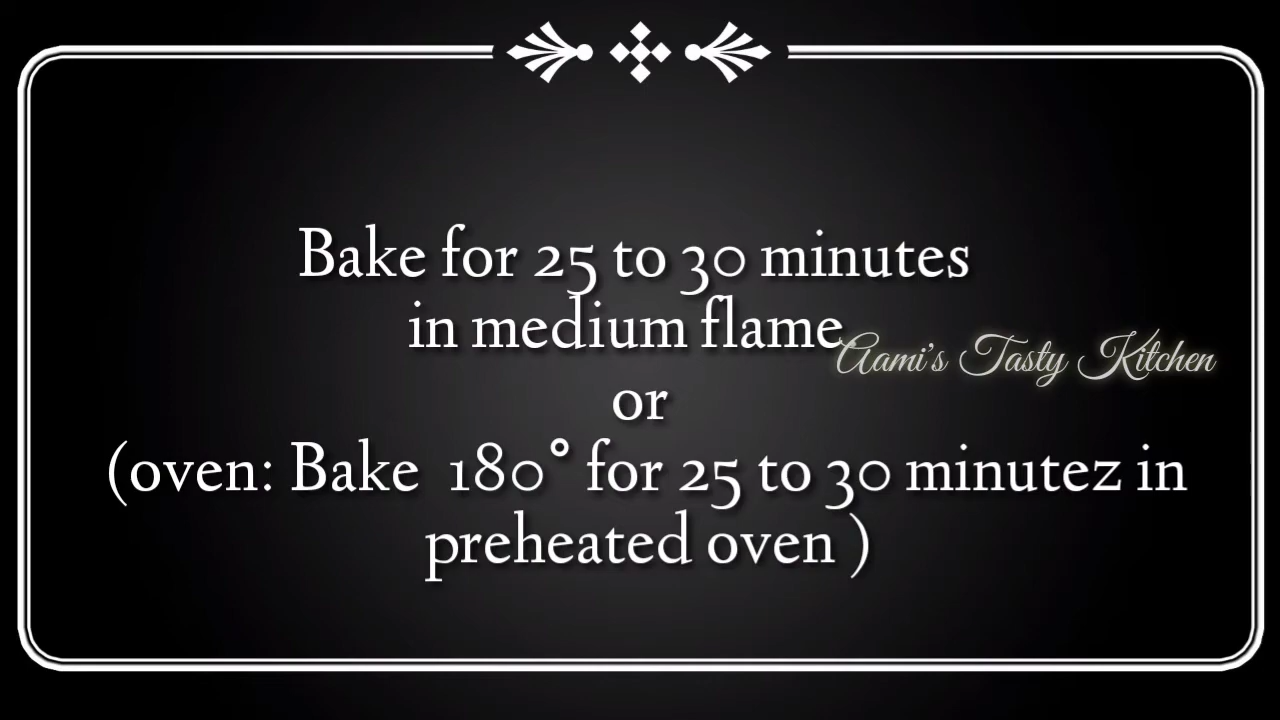 Bake for 25 to 30 minutes
in medium flame
Aami's Tasty Kitchen
or
(oven: Bake 180° for 25 to 30 minutez in
preheated oven )